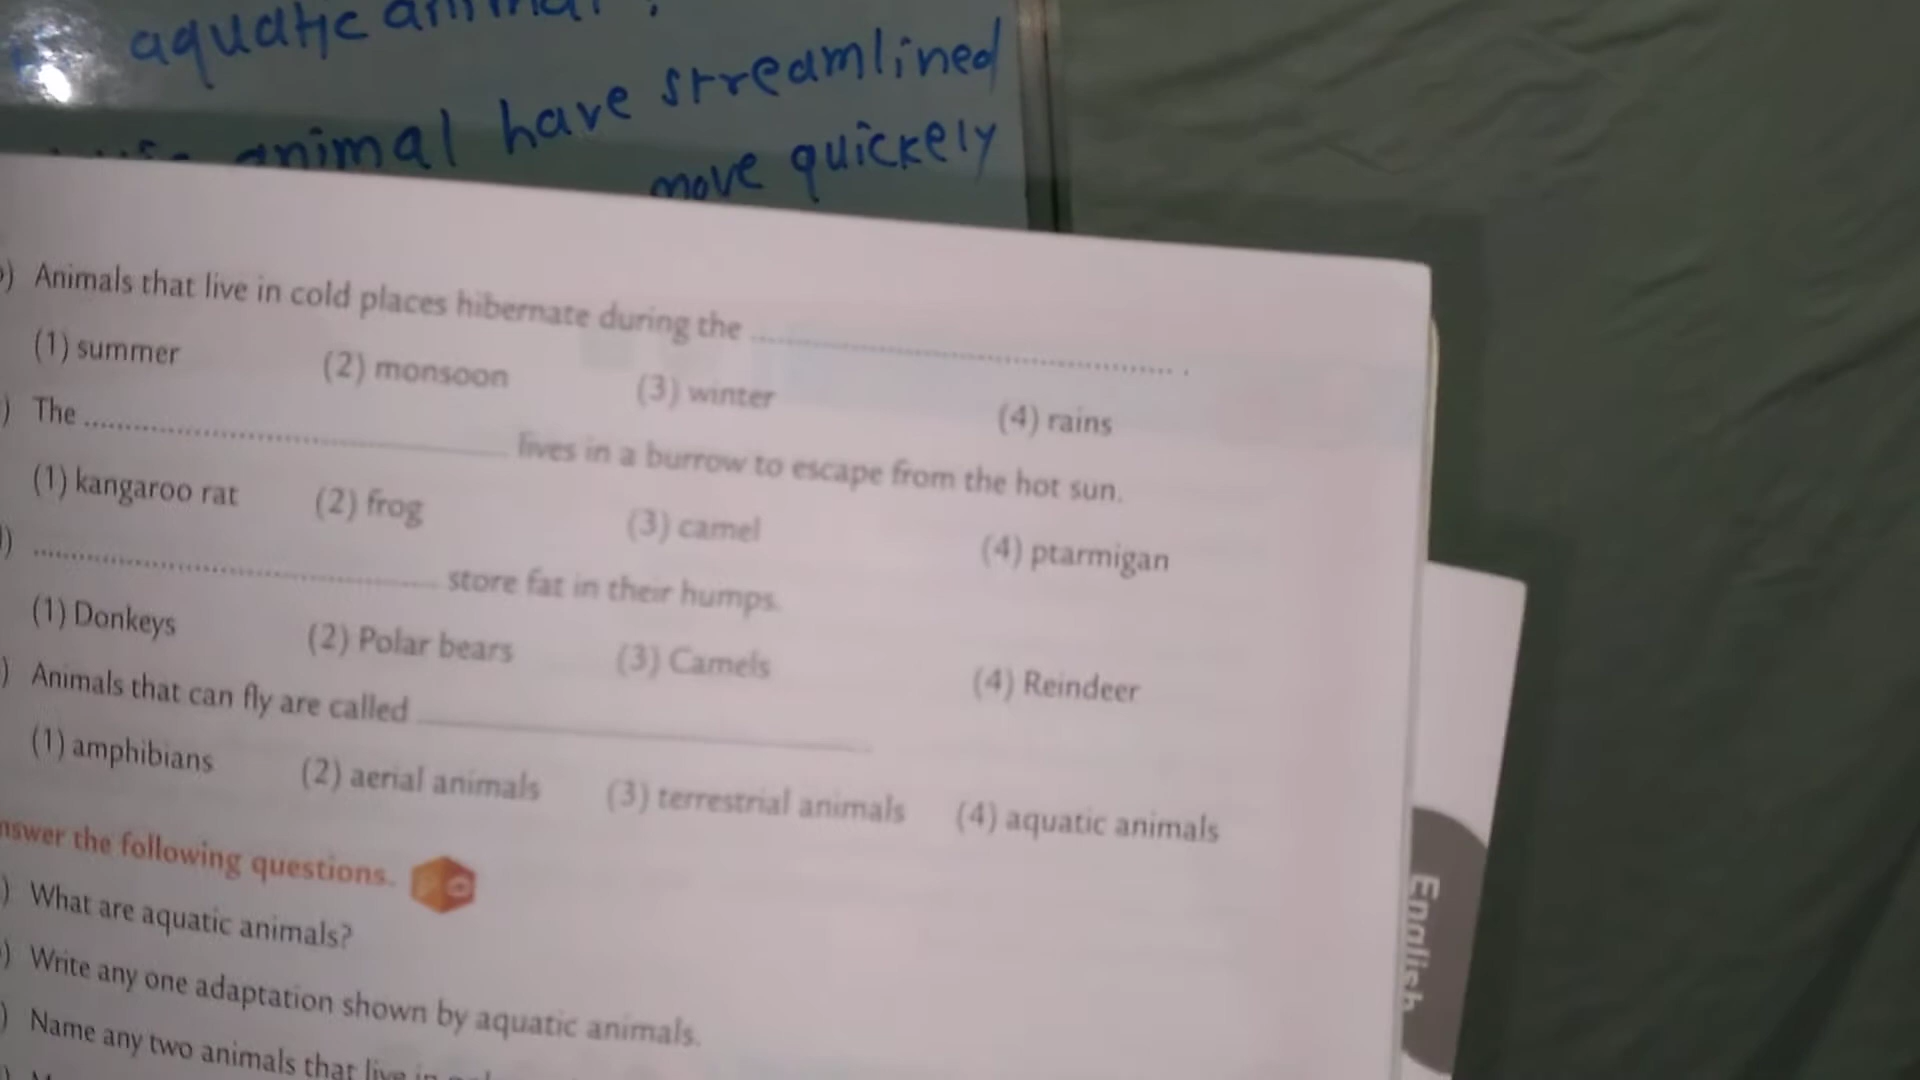 aquatic animal?
animal have streamlined
move quickely
) Animals that live in cold places hibernate during the ........................................ .
(1) summer (2) monsoon (3) winter (4) rains
) The ........................................ lives in a burrow to escape from the hot sun.
(1) kangaroo rat (2) frog (3) camel (4) ptarmigan
) ........................................ store fat in their humps.
(1) Donkeys (2) Polar bears (3) Camels (4) Reindeer
) Animals that can fly are called ____________________
(1) amphibians (2) aerial animals (3) terrestrial animals (4) aquatic animals
nswer the following questions.
) What are aquatic animals?
) Write any one adaptation shown by aquatic animals.
) Name any two animals that live in
English